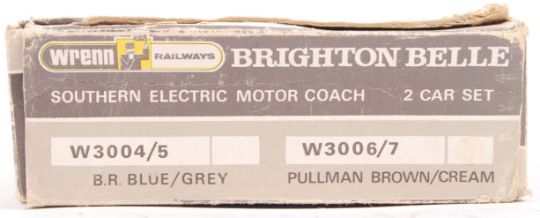 wrenn RAILWAYS BRIGHTON BELLE
SOUTHERN ELECTRIC MOTOR COACH 2 CAR SET
W3004/5 W3006/7
B.R. BLUE/GREY PULLMAN BROWN/CREAM